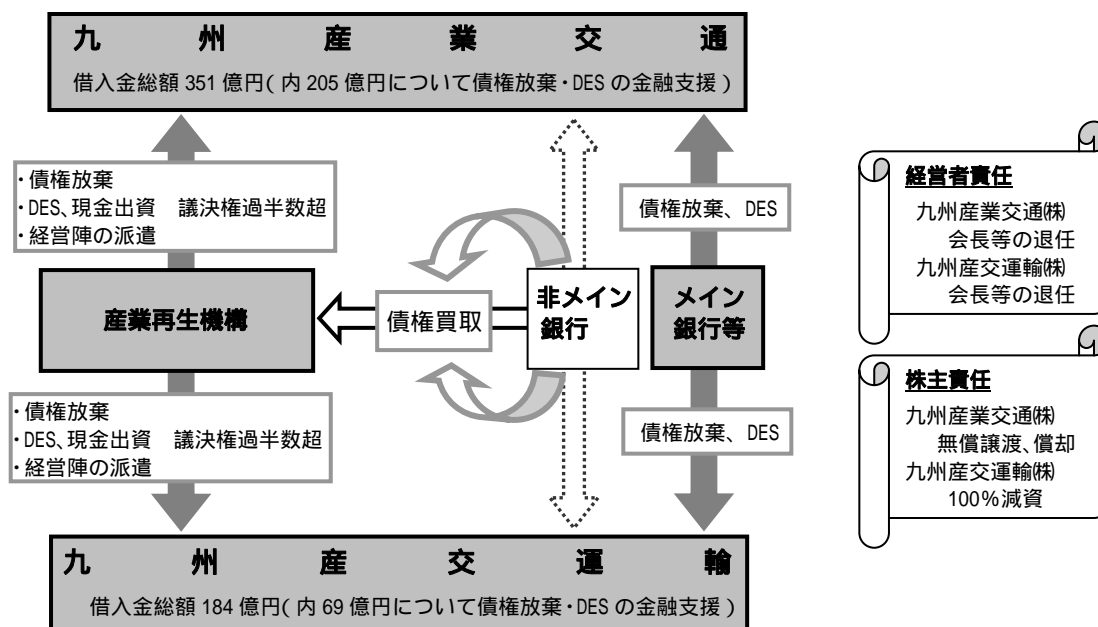 九州産業交通
借入金総額 351 億円（内 205 億円について債権放棄・DES の金融支援）
・債権放棄
・DES、現金出資　議決権過半数超
・経営陣の派遣
債権放棄、DES
産業再生機構
債権買取
非メイン
銀行
メイン
銀行等
・債権放棄
・DES、現金出資　議決権過半数超
・経営陣の派遣
債権放棄、DES
九州産交運輸
借入金総額 184 億円（内 69 億円について債権放棄・DES の金融支援）
経営者責任
九州産業交通㈱
会長等の退任
九州産交運輸㈱
会長等の退任
株主責任
九州産業交通㈱
無償譲渡、償却
九州産交運輸㈱
100％減資